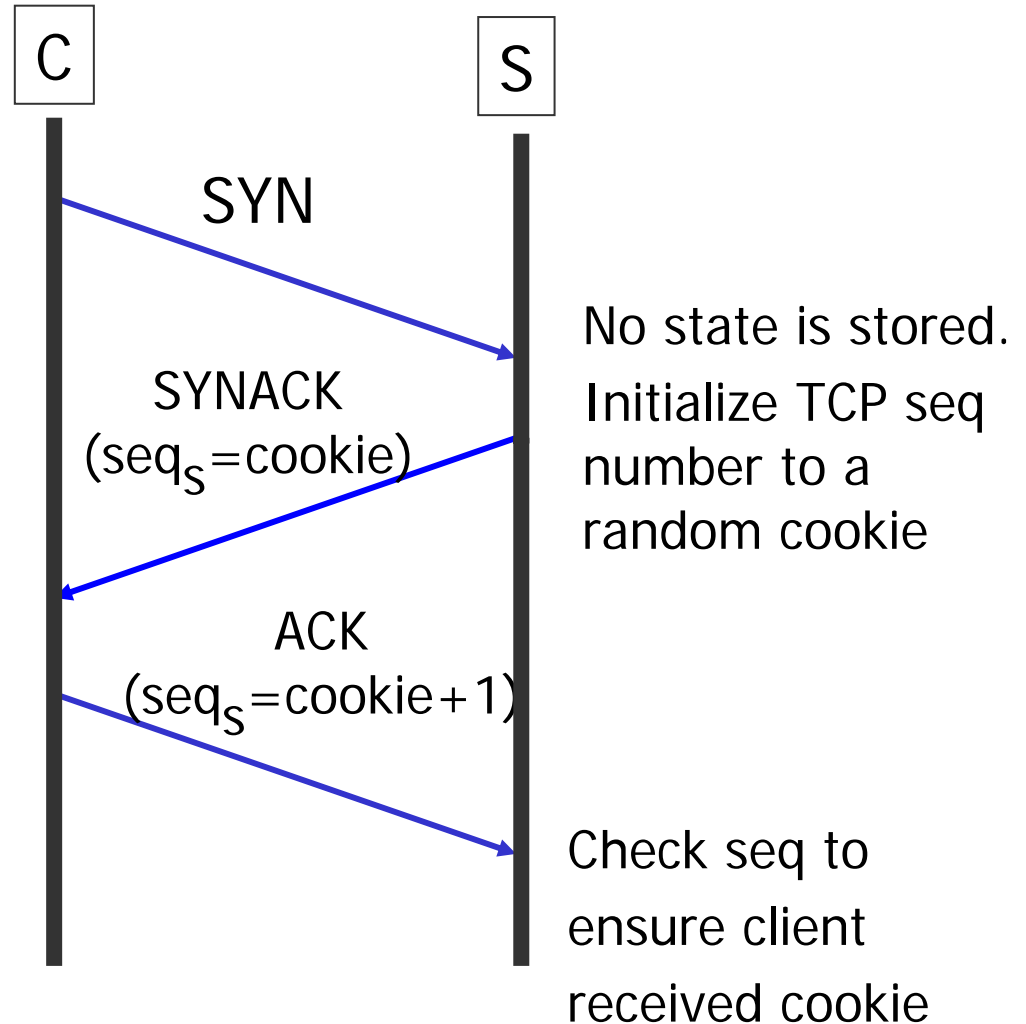 C
S
SYN
No state is stored.
SYNACK
(seqS=cookie)
Initialize TCP seq
number to a
random cookie
ACK
(seqS=cookie+1)
Check seq to
ensure client
received cookie